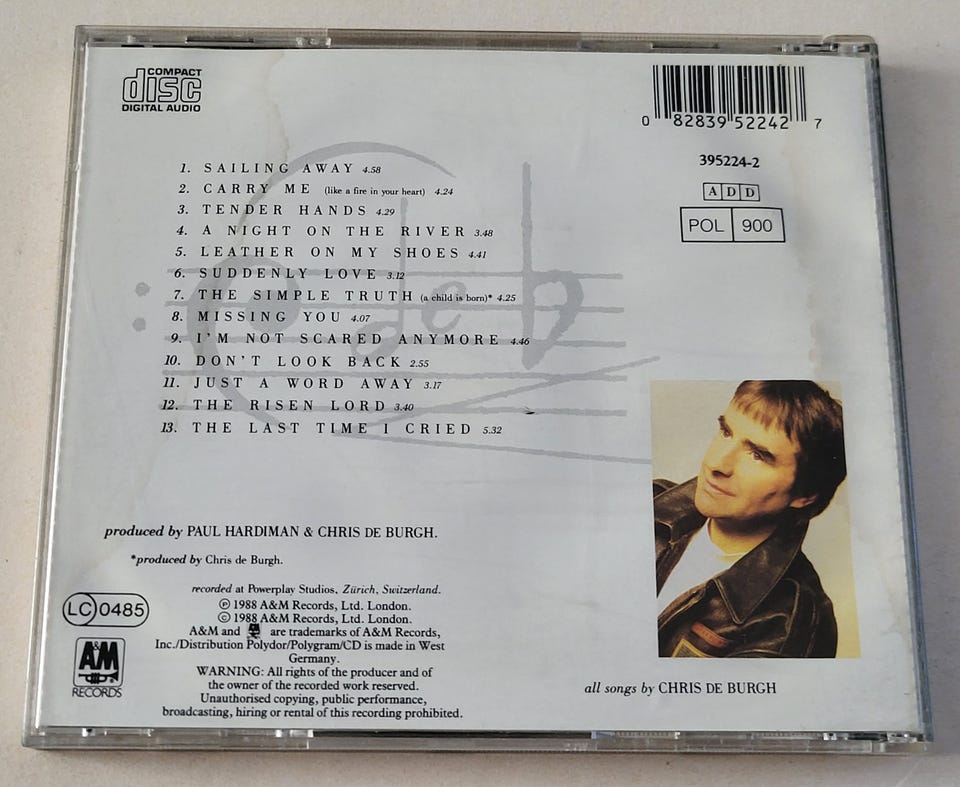 COMPACT
disc
DIGITAL AUDIO
0 82839 52242 7
395224-2
A D D
POL 900
1. SAILING AWAY 4.58
2. CARRY ME (like a fire in your heart) 4.24
3. TENDER HANDS 4.29
4. A NIGHT ON THE RIVER 3.48
5. LEATHER ON MY SHOES 4.41
6. SUDDENLY LOVE 3.12
7. THE SIMPLE TRUTH (a child is born)* 4.25
8. MISSING YOU 4.07
9. I'M NOT SCARED ANYMORE 4.46
10. DON'T LOOK BACK 2.55
11. JUST A WORD AWAY 3.17
12. THE RISEN LORD 3.40
13. THE LAST TIME I CRIED 5.32
c de b
produced by PAUL HARDIMAN & CHRIS DE BURGH.
*produced by Chris de Burgh.
recorded at Powerplay Studios, Zürich, Switzerland.
℗ 1988 A&M Records, Ltd. London.
© 1988 A&M Records, Ltd. London.
A&M and A&M are trademarks of A&M Records,
Inc./Distribution Polydor/Polygram/CD is made in West
Germany.
WARNING: All rights of the producer and of
the owner of the recorded work reserved.
Unauthorised copying, public performance,
broadcasting, hiring or rental of this recording prohibited.
LC 0485
A&M
RECORDS
all songs by CHRIS DE BURGH